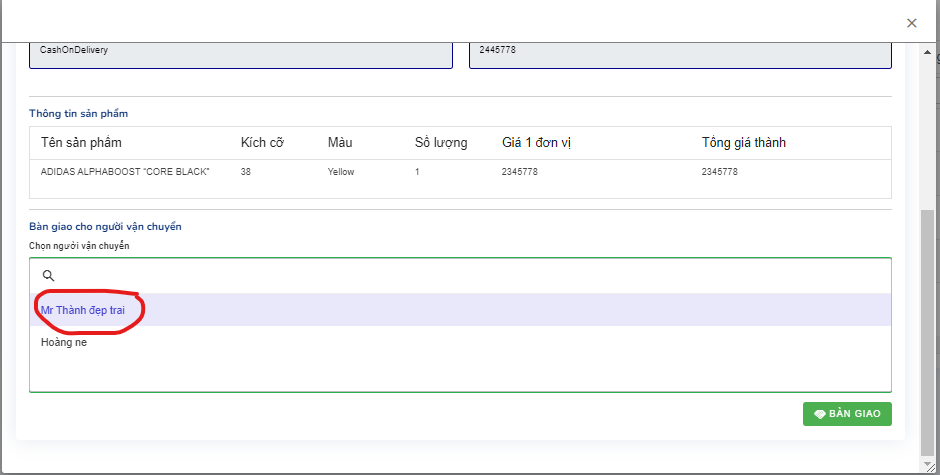 CashOnDelivery 2445778
Thông tin sản phẩm
Tên sản phẩm Kích cỡ Màu Số lượng Giá 1 đơn vị Tổng giá thành
ADIDAS ALPHABOOST "CORE BLACK" 38 Yellow 1 2345778 2345778
Bàn giao cho người vận chuyển
Chọn người vận chuyển
Mr Thành đẹp trai
Hoàng ne
BÀN GIAO